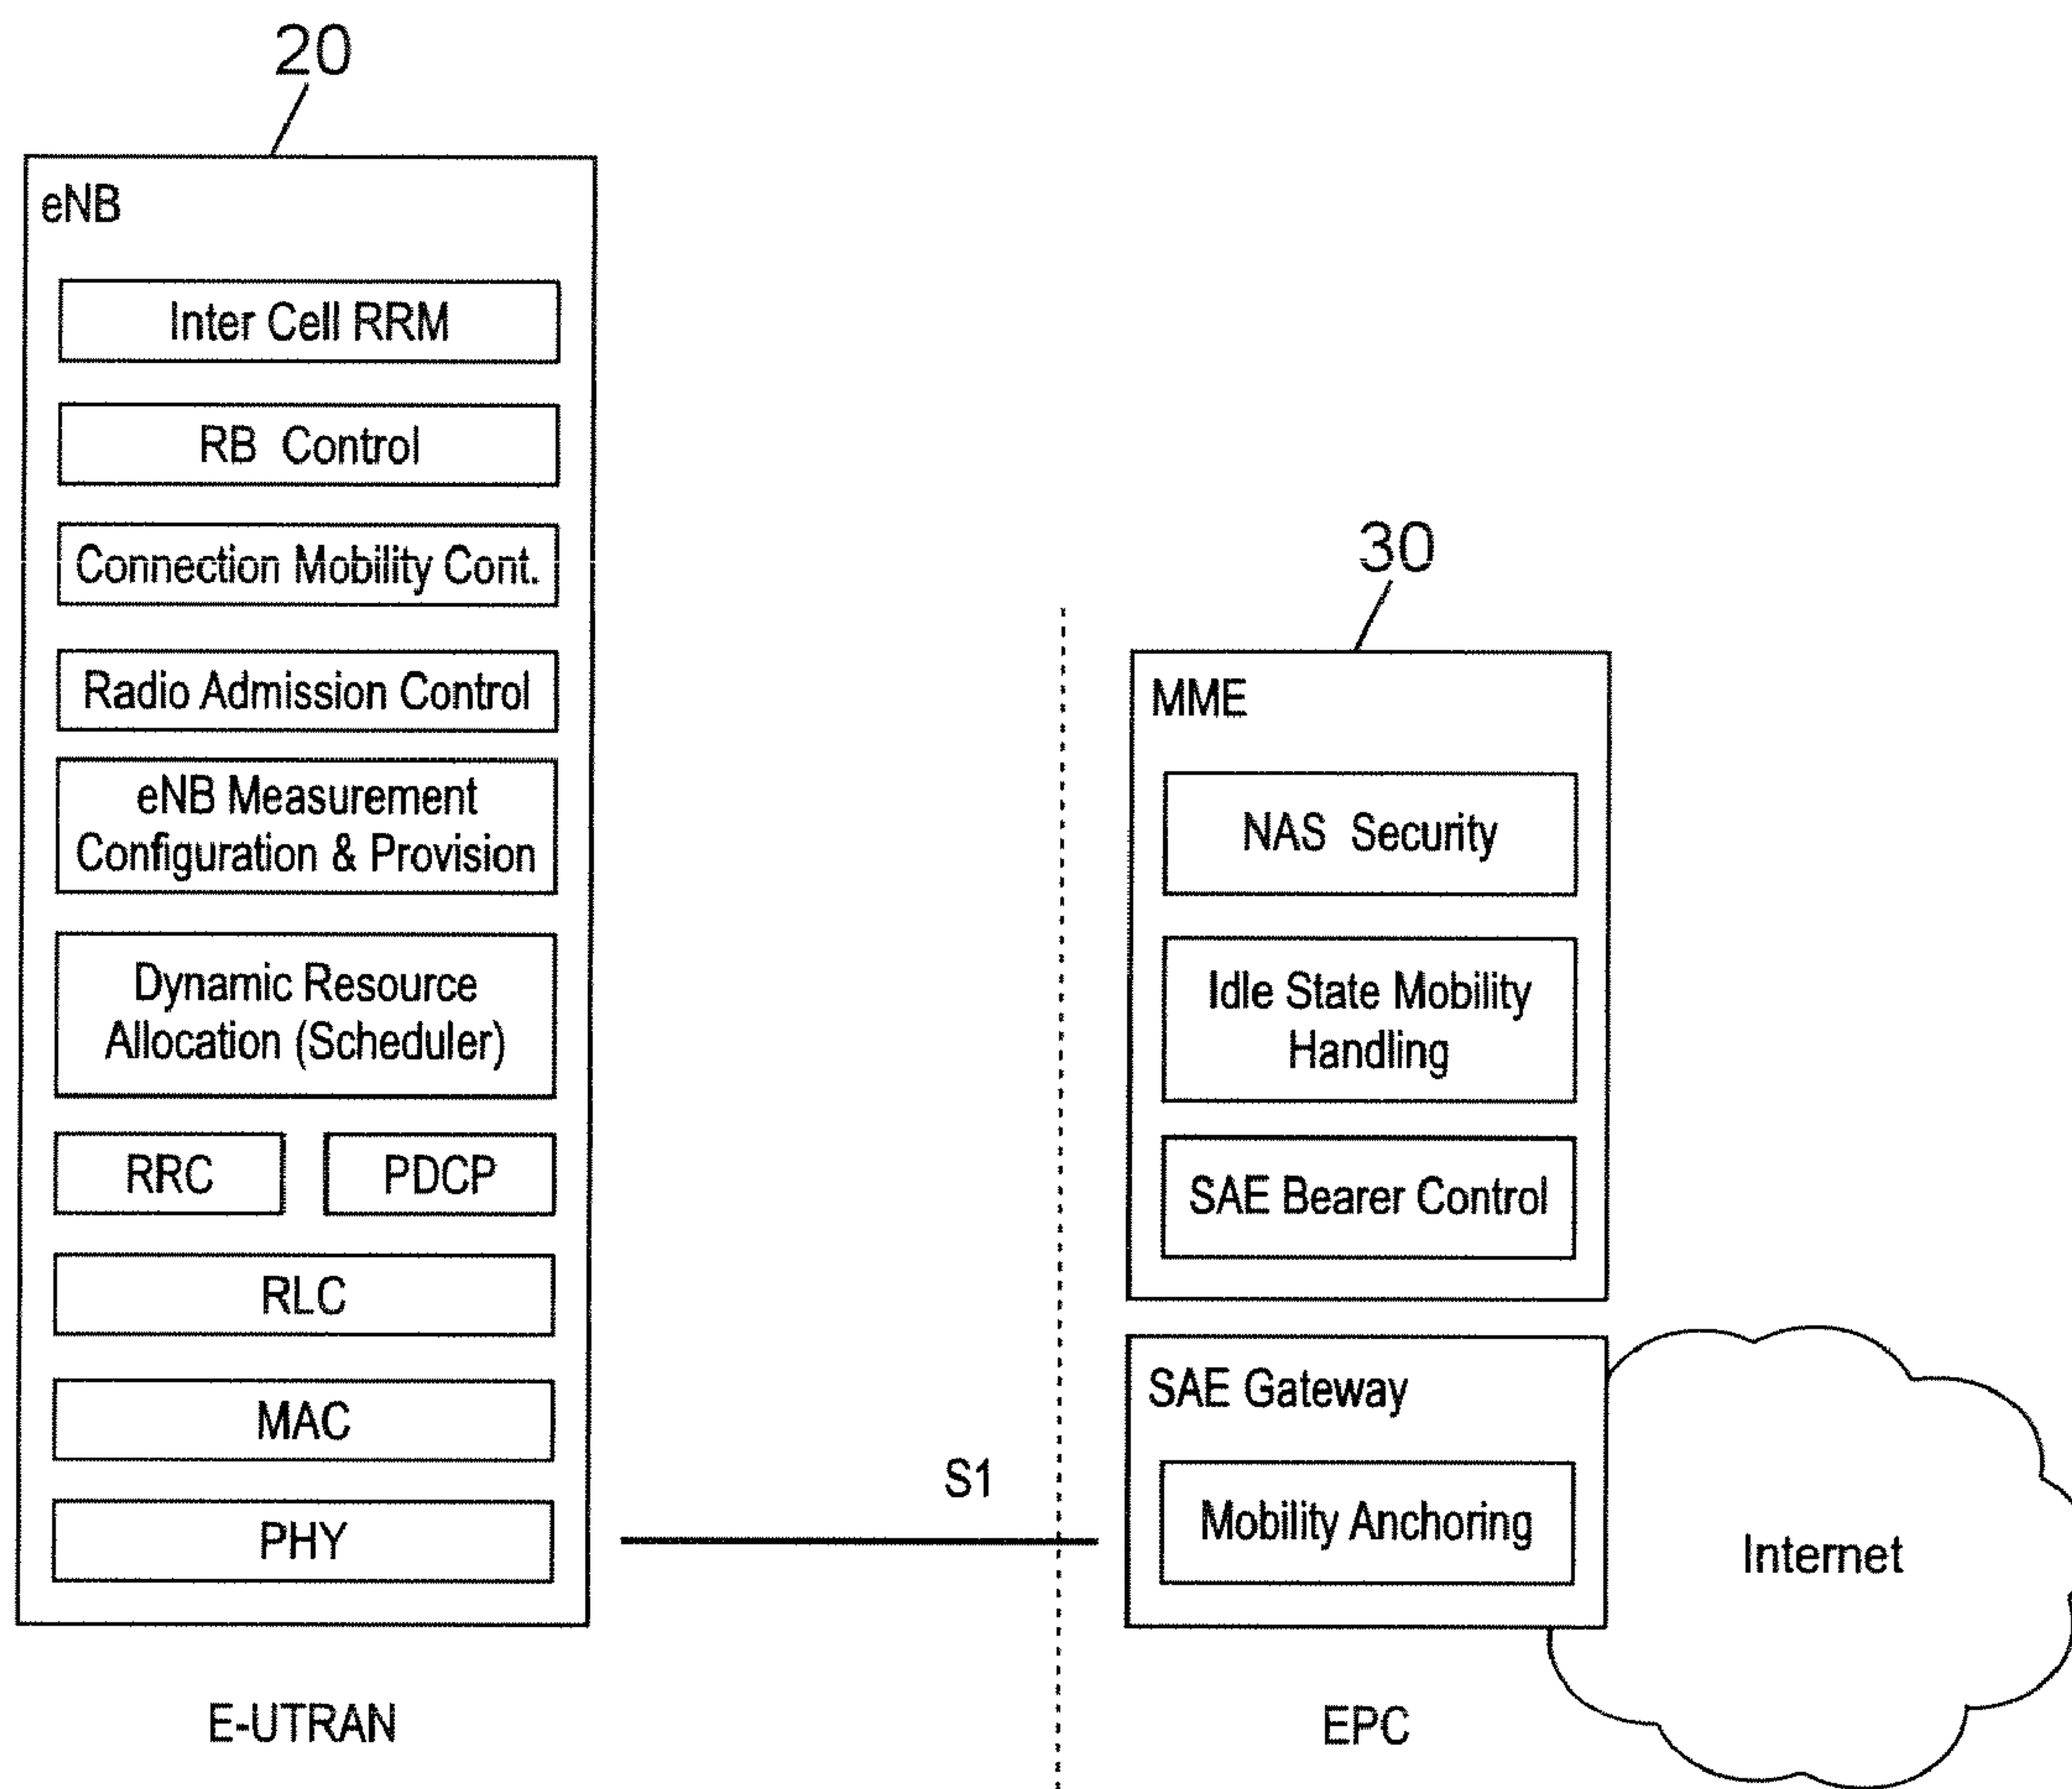 20
eNB
Inter Cell RRM
RB Control
Connection Mobility Cont.
Radio Admission Control
eNB Measurement
Configuration & Provision
Dynamic Resource
Allocation (Scheduler)
RRC
PDCP
RLC
MAC
PHY
E-UTRAN
S1
30
MME
NAS Security
Idle State Mobility
Handling
SAE Bearer Control
SAE Gateway
Mobility Anchoring
EPC
Internet